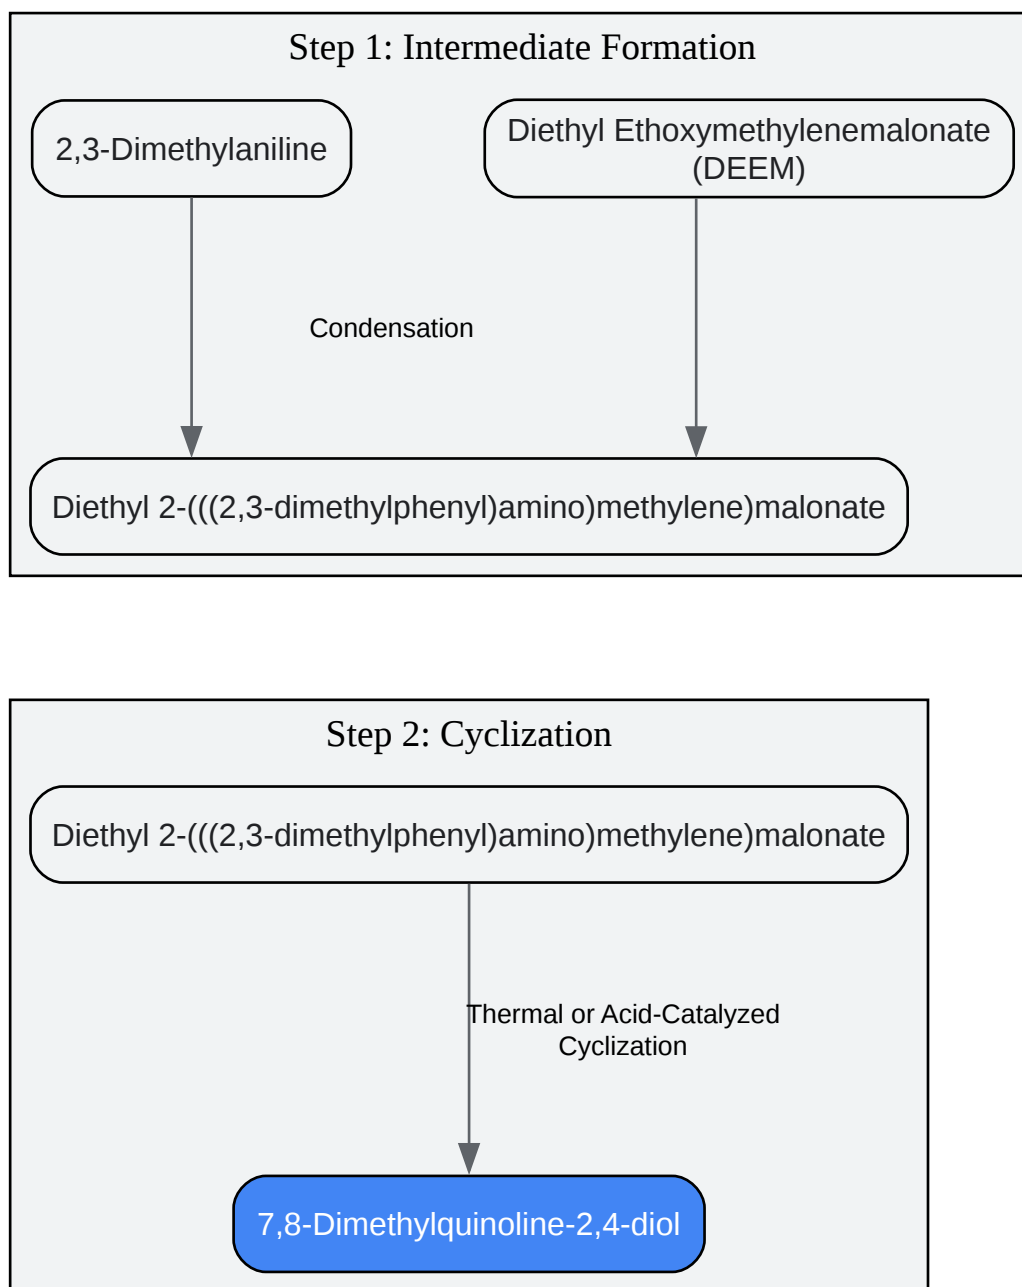 Step 1: Intermediate Formation
2,3-Dimethylaniline
Diethyl Ethoxymethylenemalonate
(DEEM)
Condensation
Diethyl 2-(((2,3-dimethylphenyl)amino)methylene)malonate
Step 2: Cyclization
Diethyl 2-(((2,3-dimethylphenyl)amino)methylene)malonate
Thermal or Acid-Catalyzed
Cyclization
7,8-Dimethylquinoline-2,4-diol